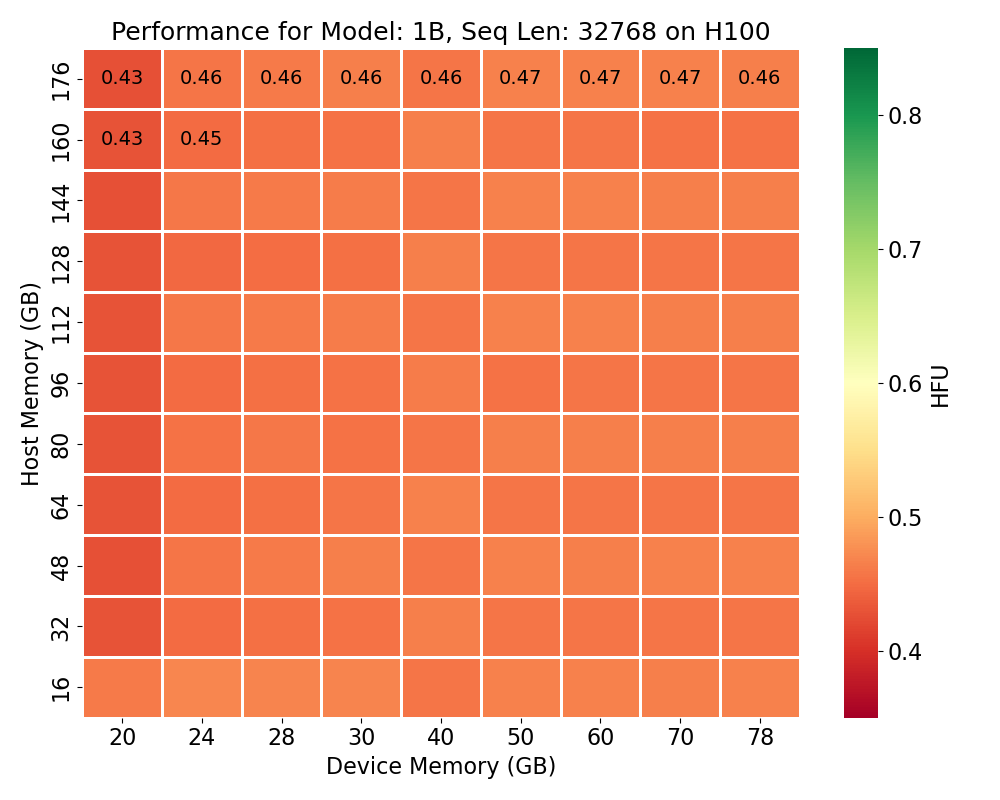 Performance for Model: 1B, Seq Len: 32768 on H100
176 0.43 0.46 0.46 0.46 0.46 0.47 0.47 0.47 0.46
160 0.43 0.45
144
128
112
96
80
64
48
32
16
20 24 28 30 40 50 60 70 78
Device Memory (GB)
Host Memory (GB)
0.8
0.7
0.6
0.5
0.4
HFU